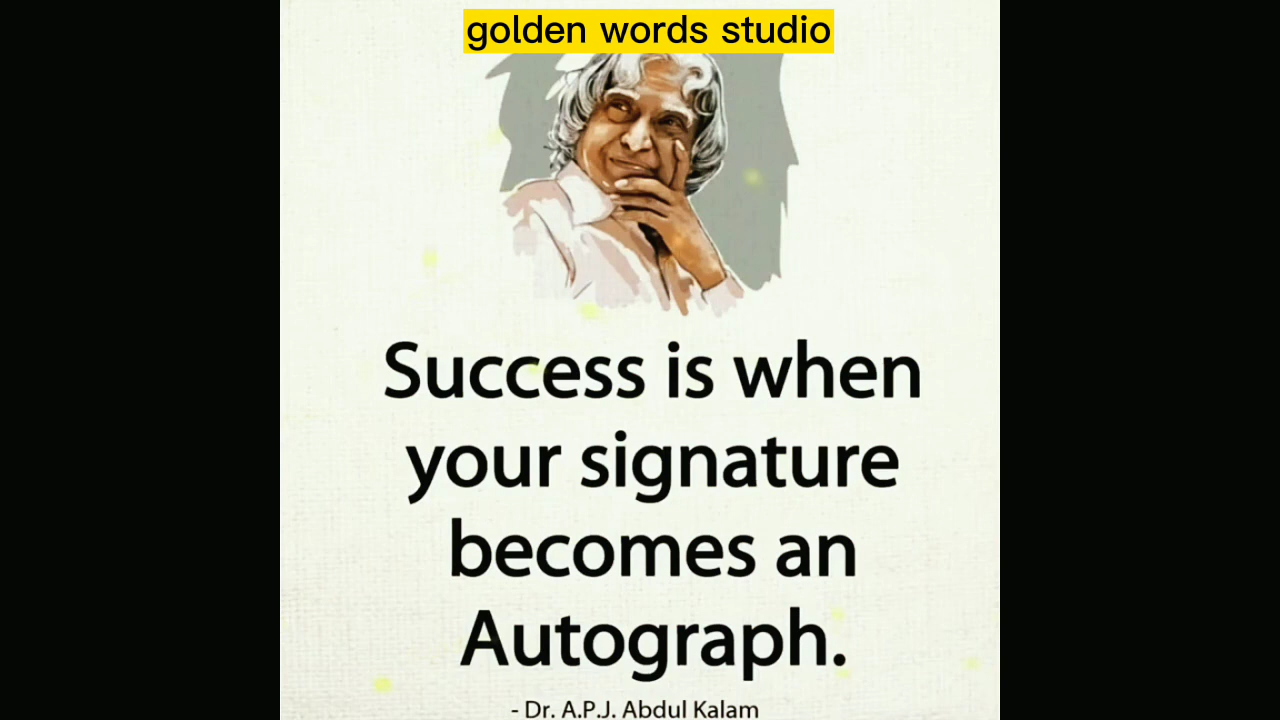 golden words studio
Success is when
your signature
becomes an
Autograph.
- Dr. A.P.J. Abdul Kalam